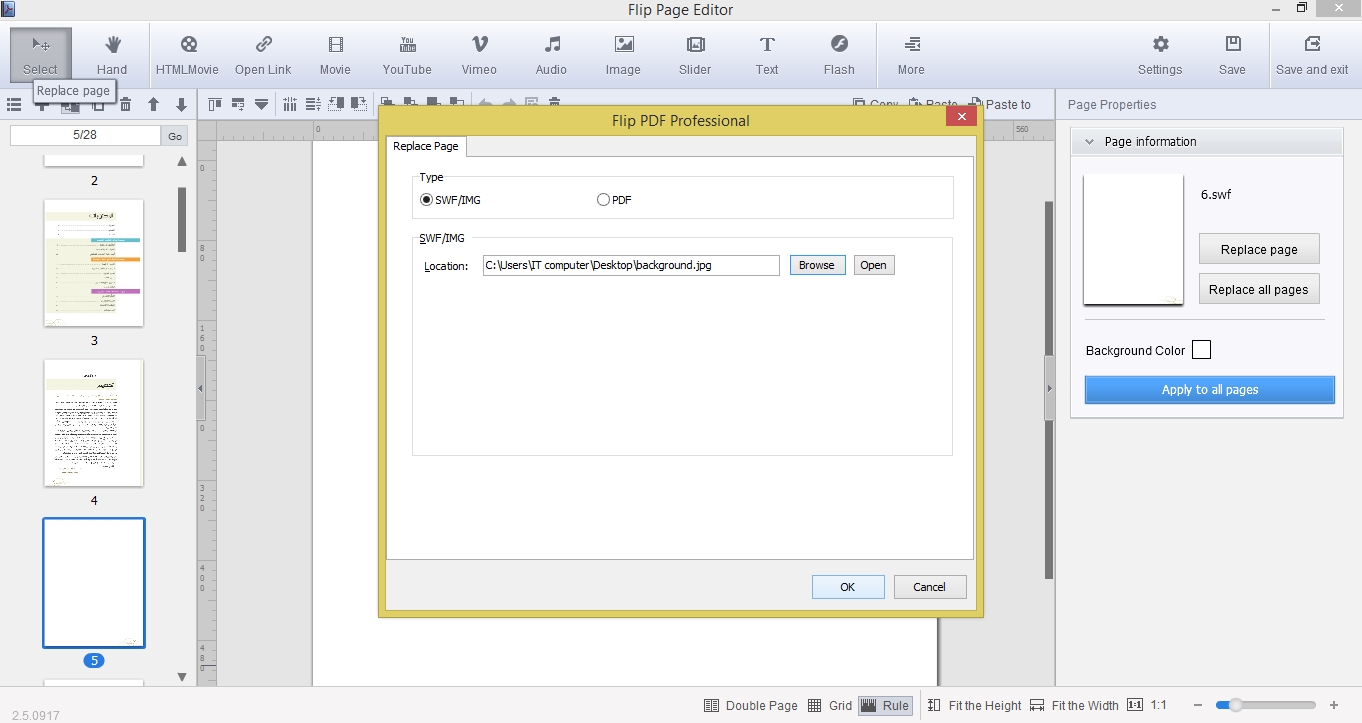 Flip Page Editor
Select
Hand
HTMLMovie
Open Link
Movie
YouTube
Vimeo
Audio
Image
Slider
Text
Flash
More
Settings
Save
Save and exit
Replace page
Copy
Paste
Paste to
Page Properties
5/28
Go
0
560
2
3
4
5
Flip PDF Professional
Replace Page
Type
SWF/IMG
PDF
SWF/IMG
Location:
C:\Users\IT computer\Desktop\background.jpg
Browse
Open
OK
Cancel
Page information
6.swf
Replace page
Replace all pages
Background Color
Apply to all pages
2.5.0917
Double Page
Grid
Rule
Fit the Height
Fit the Width
1:1
1:1